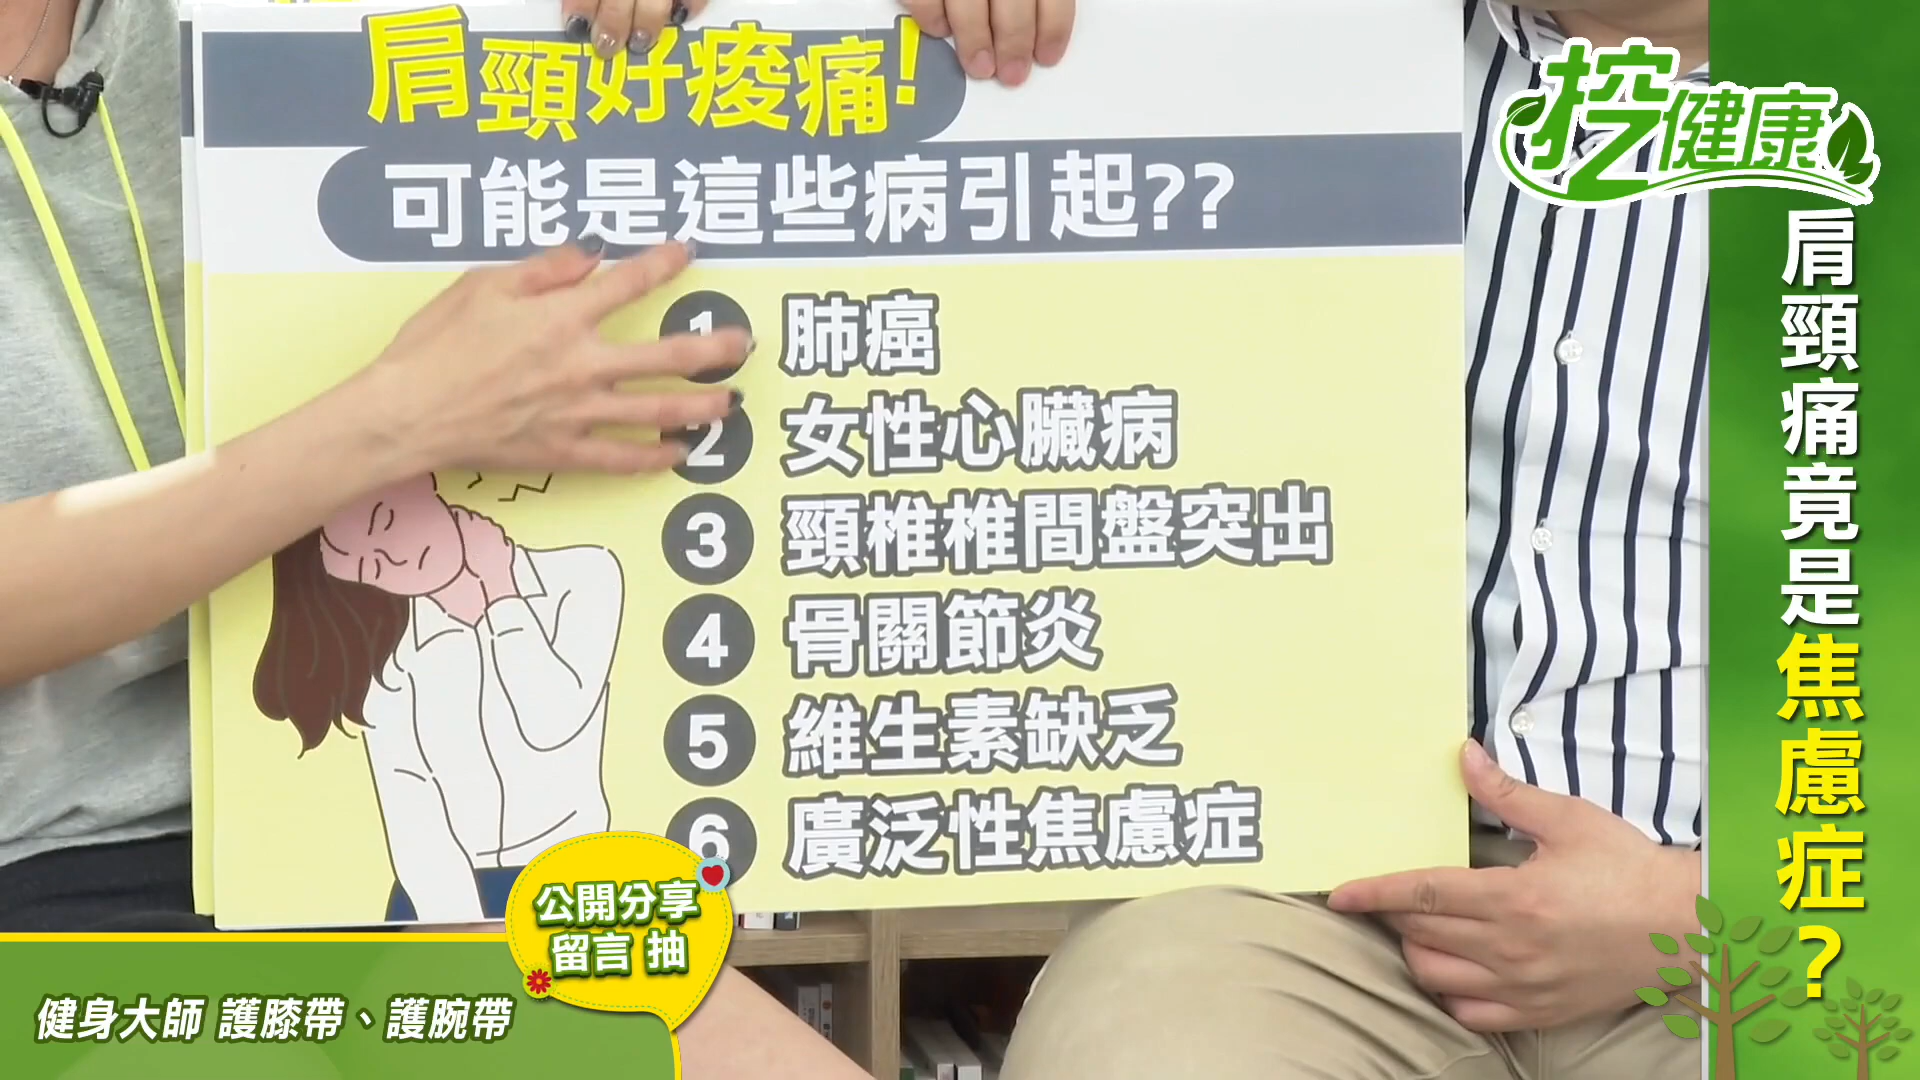 肩頸好痠痛!
可能是這些病引起??
1 肺癌
2 女性心臟病
3 頸椎椎間盤突出
4 骨關節炎
5 維生素缺乏
6 廣泛性焦慮症
挖健康
肩頸痛竟是焦慮症?
公開分享
留言 抽
健身大師 護膝帶、護腕帶